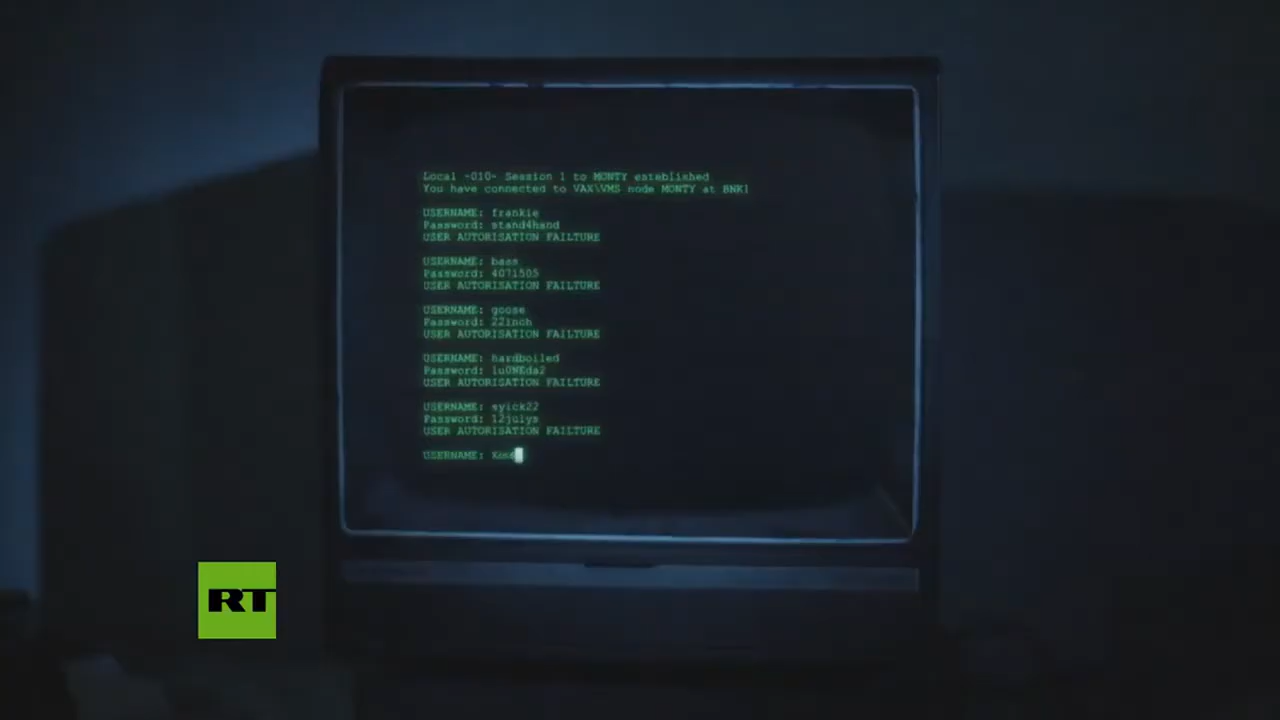 Local -010- Session 1 to MONTY established
You have connected to VAX\VMS node MONTY at BNK1
USERNAME: frankie
Password: stand4hand
USER AUTORISATION FAILTURE
USERNAME: bass
Password: 4071505
USER AUTORISATION FAILTURE
USERNAME: goose
Password: 22inch
USER AUTORISATION FAILTURE
USERNAME: hardboiled
Password: lu0NEda2
USER AUTORISATION FAILTURE
USERNAME: syick22
Password: 12julys
USER AUTORISATION FAILTURE
USERNAME:
RT